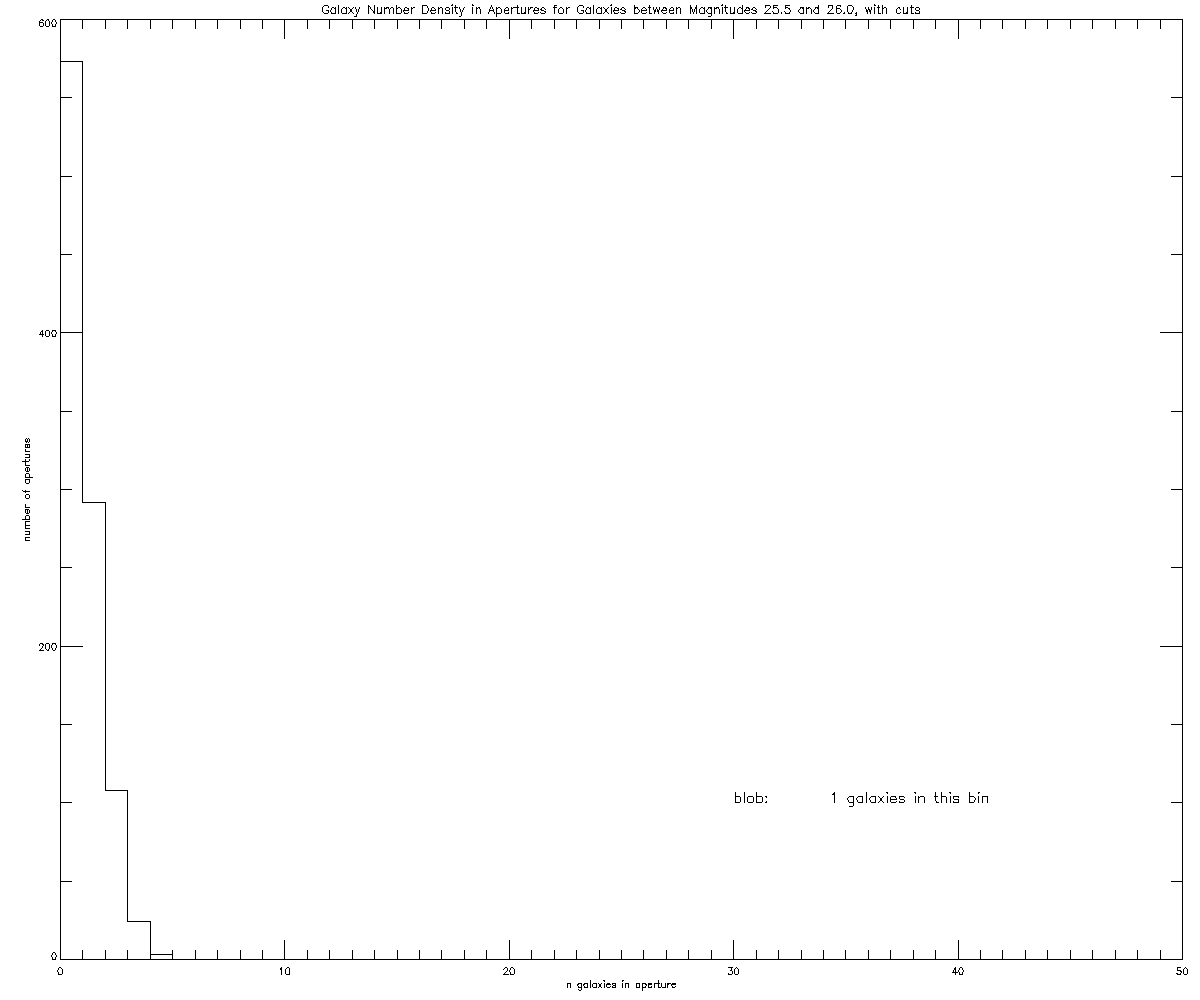 Galaxy Number Density in Apertures for Galaxies between Magnitudes 25.5 and 26.0, with cuts
600
400
number of apertures
200
blob: 1 galaxies in this bin
0
0 10 20 30 40 50
n galaxies in aperture